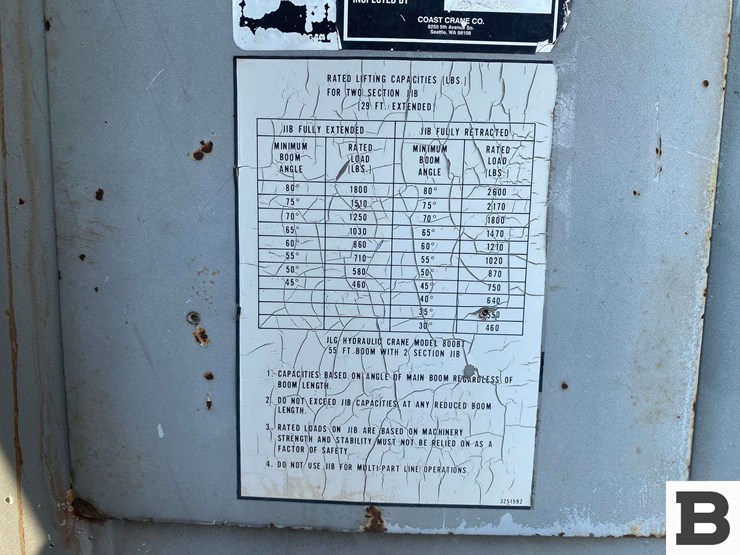 INSPECTED BY
COAST CRANE CO.
8250 5th Avenue So.
Seattle, WA 98108
RATED LIFTING CAPACITIES (LBS.)
FOR TWO SECTION JIB
(29 FT. EXTENDED)
JIB FULLY EXTENDED JIB FULLY RETRACTED
MINIMUM RATED MINIMUM RATED
BOOM LOAD BOOM LOAD
ANGLE (LBS.) ANGLE (LBS.)
80° 1800 80° 2600
75° 1510 75° 2170
70° 1250 70° 1800
65° 1030 65° 1470
60° 860 60° 1210
55° 710 55° 1020
50° 580 50° 870
45° 460 45° 750
40° 640
35° 550
30° 460
JLG HYDRAULIC CRANE MODEL 800BT
55 FT BOOM WITH 2 SECTION JIB
1. CAPACITIES BASED ON ANGLE OF MAIN BOOM REGARDLESS OF
BOOM LENGTH.
2. DO NOT EXCEED JIB CAPACITIES AT ANY REDUCED BOOM
LENGTH.
3. RATED LOADS ON JIB ARE BASED ON MACHINERY
STRENGTH AND STABILITY MUST NOT BE RELIED ON AS A
FACTOR OF SAFETY.
4. DO NOT USE JIB FOR MULTI-PART LINE OPERATIONS.
3251592
B